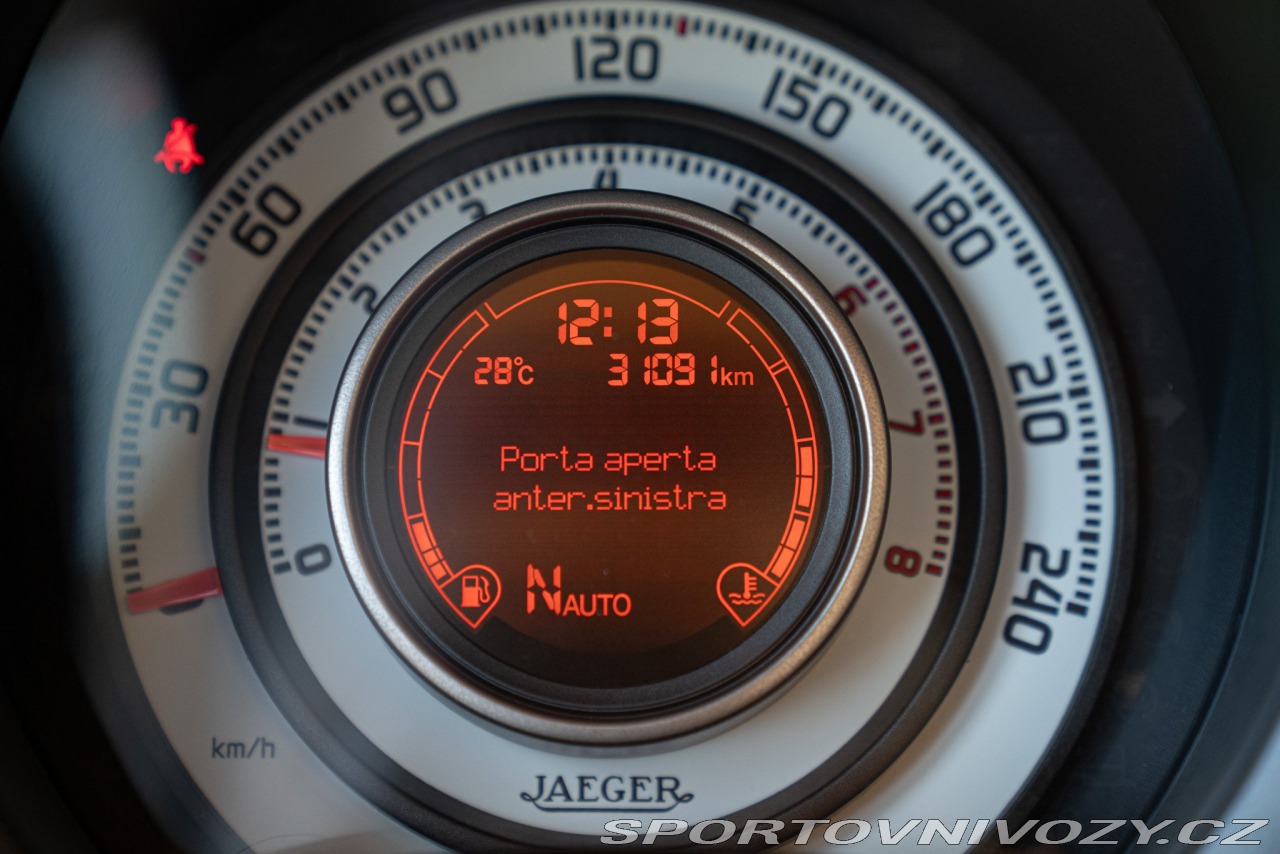 0
30
60
90
120
150
180
210
240
0
1
2
3
4
5
6
7
8
12:13
28°C 31091km
Porta aperta
anter.sinistra
N AUTO
km/h
JAEGER
SPORTOVNIVOZY.CZ